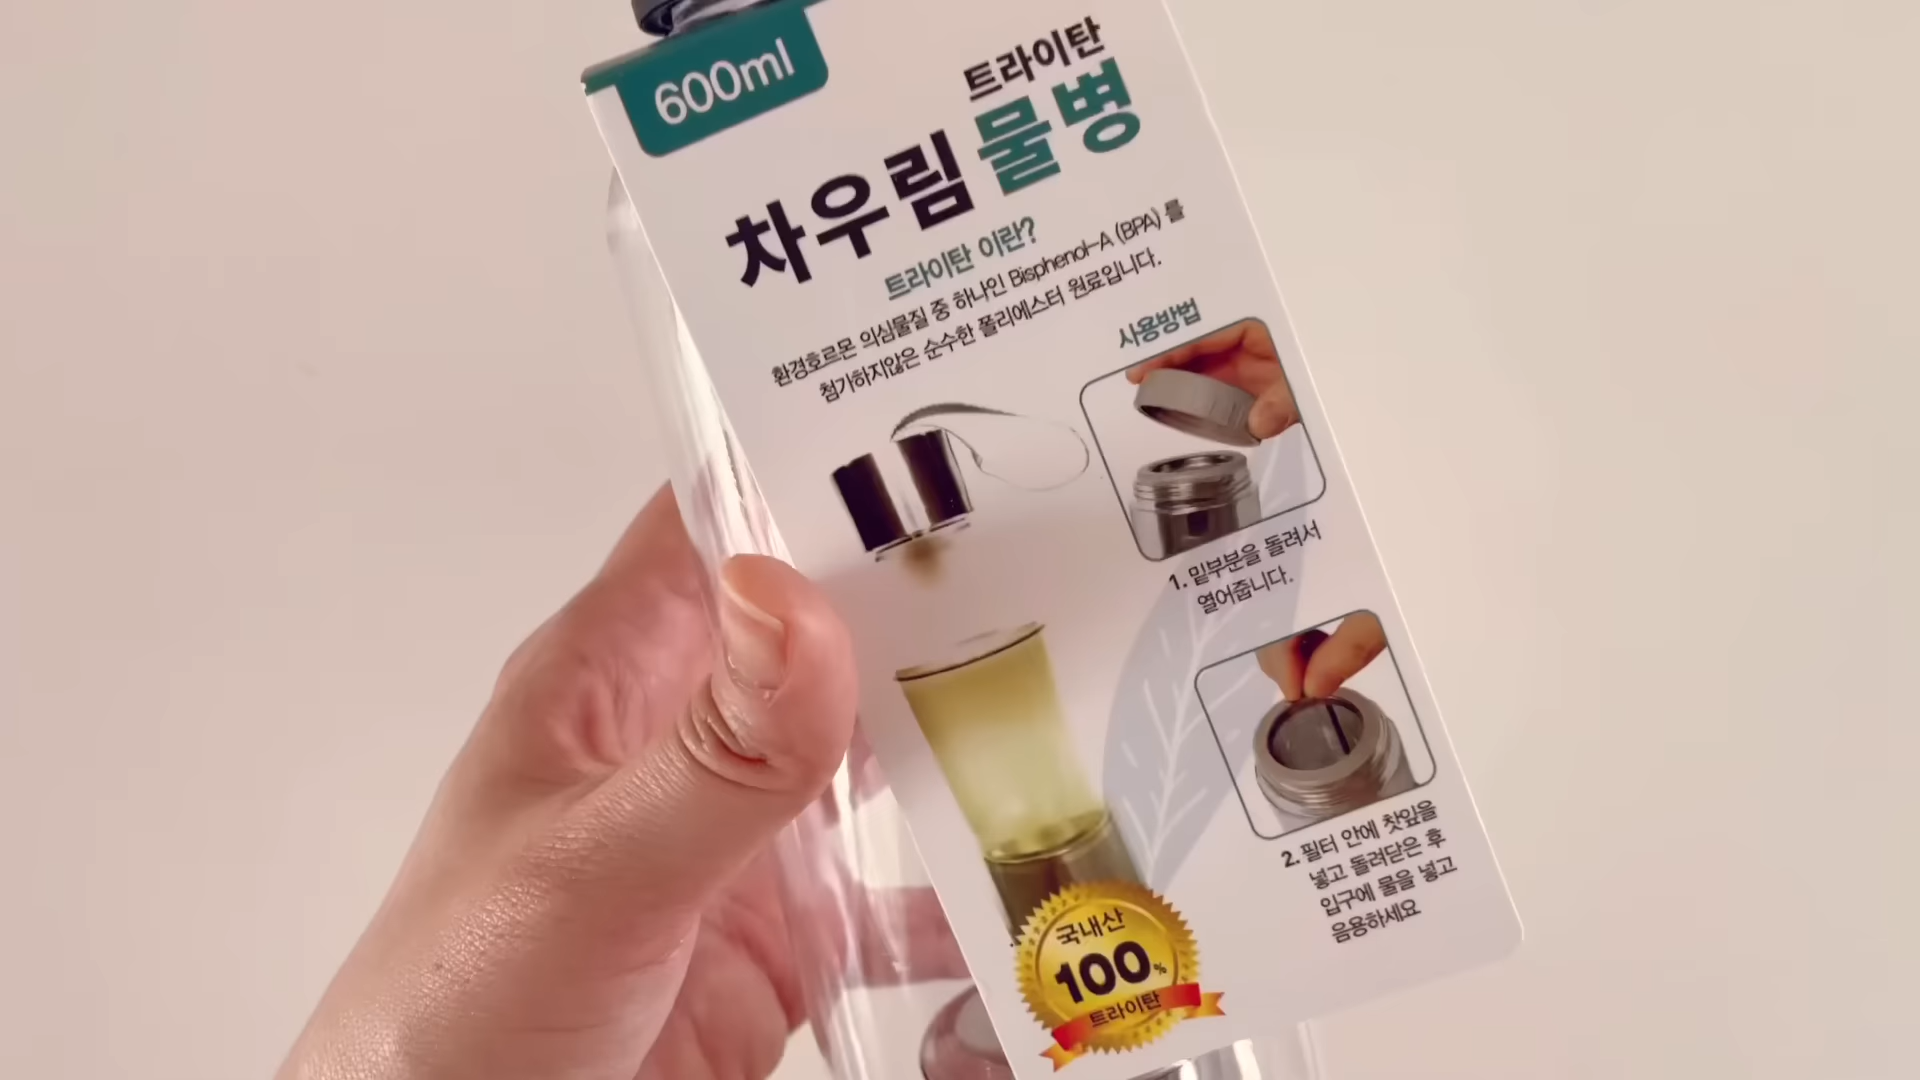 600ml
트라이탄
차우림 물병
트라이탄 이란?
환경호르몬 의심물질 중 하나인 Bisphenol-A (BPA) 를
첨가하지않은 순수한 폴리에스터 원료입니다.
사용방법
1. 밑부분을 돌려서
열어줍니다.
2. 필터 안에 찻잎을
넣고 돌려닫은 후
입구에 물을 넣고
음용하세요
국내산
100%
트라이탄